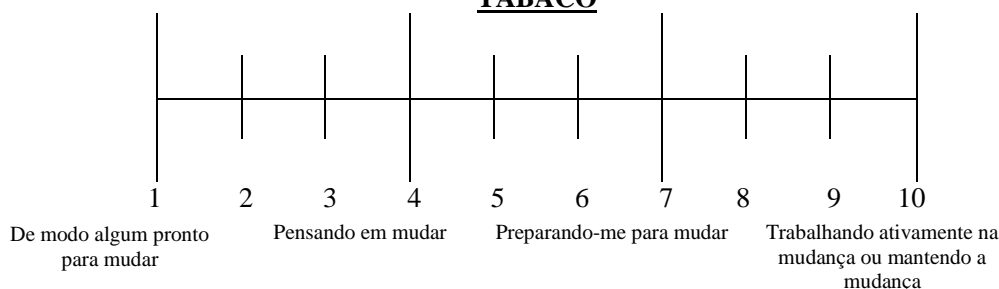 TABACO
1 2 3 4 5 6 7 8 9 10
De modo algum pronto
para mudar
Pensando em mudar
Preparando-me para mudar
Trabalhando ativamente na
mudança ou mantendo a
mudança